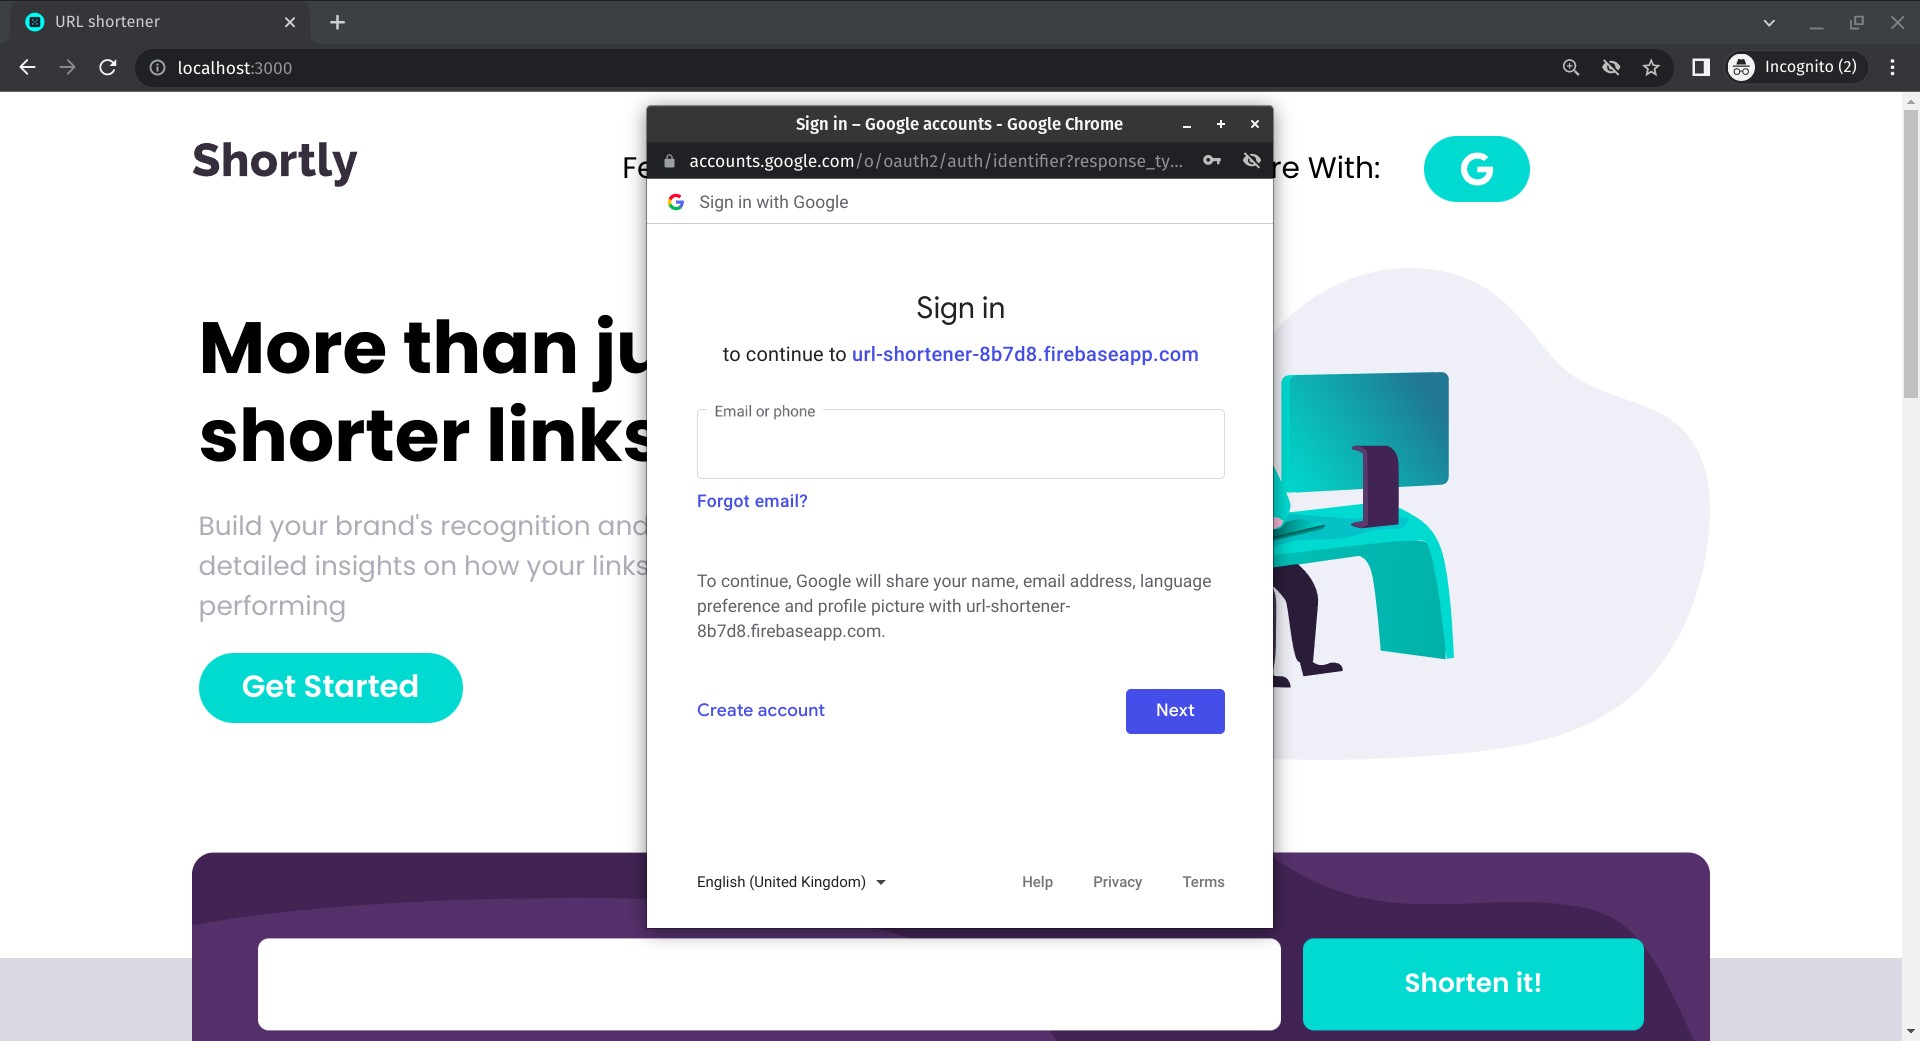 URL shortener
localhost:3000
Incognito (2)
Sign in – Google accounts - Google Chrome
accounts.google.com/o/oauth2/auth/identifier?response_ty...
Shortly
With:
G
Sign in with Google
Sign in
to continue to url-shortener-8b7d8.firebaseapp.com
More than
shorter links
Email or phone
Forgot email?
Build your brand's recognition and
detailed insights on how your links
performing
To continue, Google will share your name, email address, language
preference and profile picture with url-shortener-
8b7d8.firebaseapp.com.
Get Started
Create account
Next
English (United Kingdom)
Help
Privacy
Terms
Shorten it!